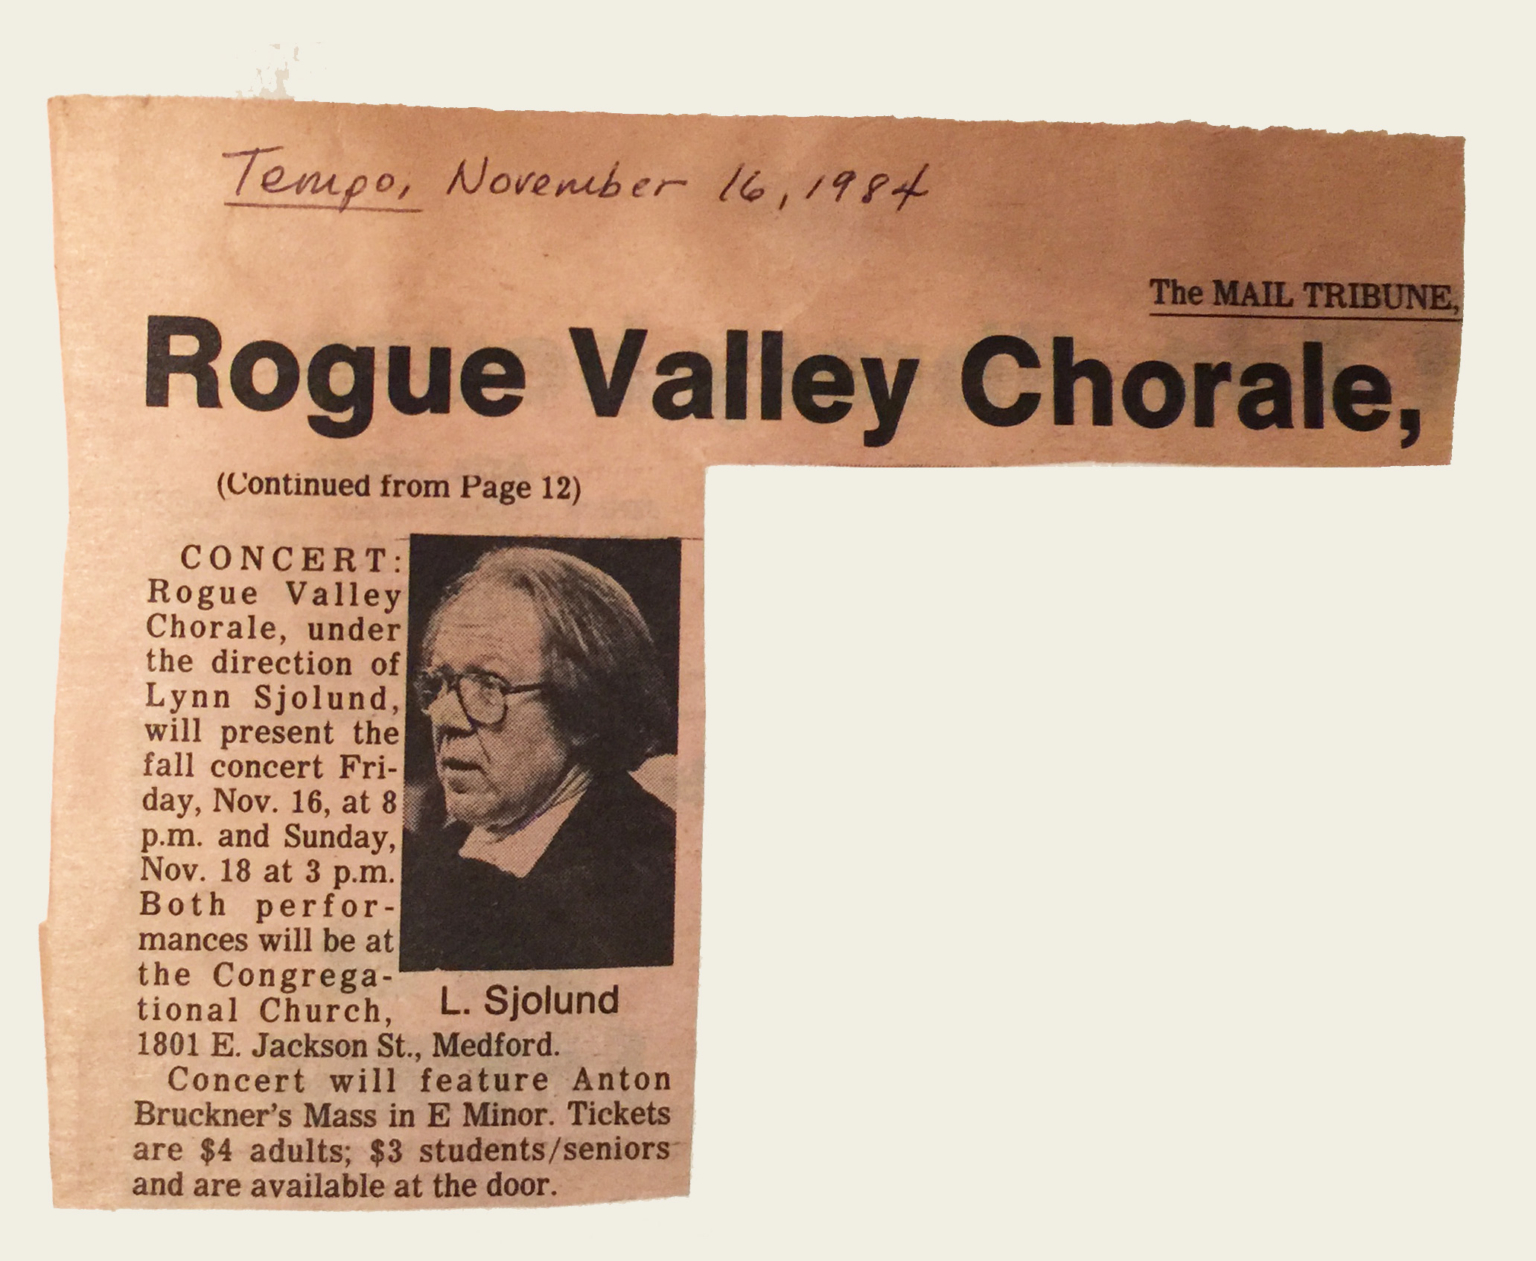 Tempo, November 16, 1984
The MAIL TRIBUNE,
Rogue Valley Chorale,
(Continued from Page 12)
CONCERT:
Rogue Valley
Chorale, under
the direction of
Lynn Sjolund,
will present the
fall concert Fri-
day, Nov. 16, at 8
p.m. and Sunday,
Nov. 18 at 3 p.m.
Both perfor-
mances will be at
the Congrega-
tional Church,
1801 E. Jackson St., Medford.
Concert will feature Anton
Bruckner's Mass in E Minor. Tickets
are $4 adults; $3 students/seniors
and are available at the door.
L. Sjolund